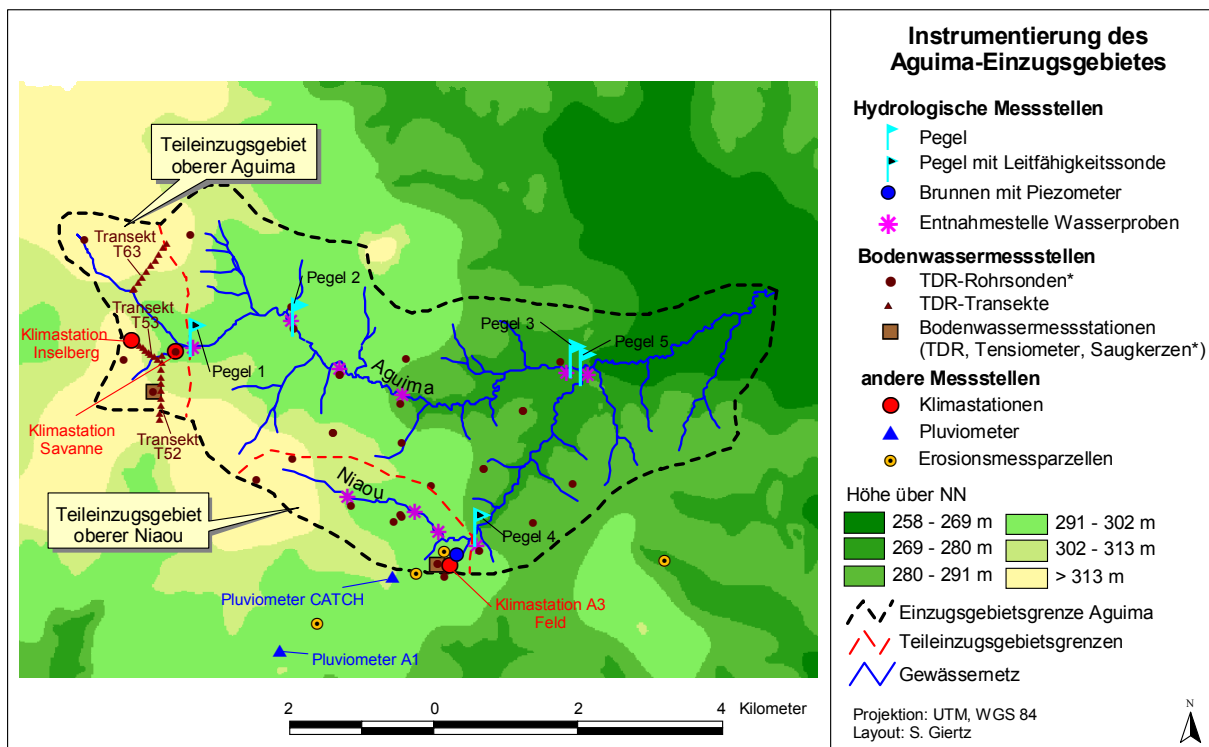 Teileinzugsgebiet
oberer Aguima
Transekt
T63
Pegel 2
Transekt
T53
Klimastation
Inselberg
Pegel 3
Pegel 5
Pegel 1
Aguima
Klimastation
Savanne
Transekt
T52
Niaou
Teileinzugsgebiet
oberer Niaou
Pegel 4
Pluviometer CATCH
Klimastation A3
Feld
Pluviometer A1
2 0 2 4 Kilometer
Instrumentierung des
Aguima-Einzugsgebietes
Hydrologische Messstellen
Pegel
Pegel mit Leitfähigkeitssonde
Brunnen mit Piezometer
Entnahmestelle Wasserproben
Bodenwassermessstellen
TDR-Rohrsonden*
TDR-Transekte
Bodenwassermessstationen
(TDR, Tensiometer, Saugkerzen*)
andere Messstellen
Klimastationen
Pluviometer
Erosionsmessparzellen
Höhe über NN
258 - 269 m 291 - 302 m
269 - 280 m 302 - 313 m
280 - 291 m > 313 m
Einzugsgebietsgrenze Aguima
Teileinzugsgebietsgrenzen
Gewässernetz
Projektion: UTM, WGS 84
Layout: S. Giertz
N